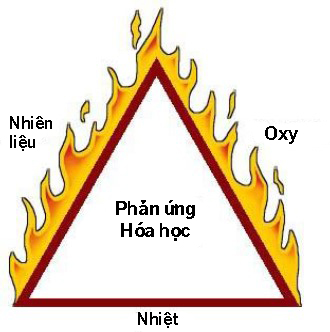 Nhiên
liệu
Oxy
Phản ứng
Hóa học
Nhiệt